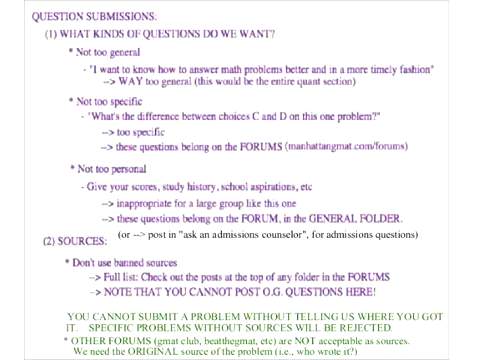 QUESTION SUBMISSIONS:
(1) WHAT KINDS OF QUESTIONS DO WE WANT?
* Not too general
- "I want to know how to answer math problems better and in a more timely fashion"
--> WAY too general (this would be the entire quant section)
* Not too specific
- "What's the difference between choices C and D on this one problem?"
--> too specific
--> these questions belong on the FORUMS (manhattangmat.com/forums)
* Not too personal
- Give your scores, study history, school aspirations, etc
--> inappropriate for a large group like this one
--> these questions belong on the FORUM, in the GENERAL FOLDER.
(or --> post in "ask an admissions counselor", for admissions questions)
(2) SOURCES:
* Don't use banned sources
--> Full list: Check out the posts at the top of any folder in the FORUMS
--> NOTE THAT YOU CANNOT POST O.G. QUESTIONS HERE!
YOU CANNOT SUBMIT A PROBLEM WITHOUT TELLING US WHERE YOU GOT
IT. SPECIFIC PROBLEMS WITHOUT SOURCES WILL BE REJECTED.
* OTHER FORUMS (gmat club, beatthegmat, etc) are NOT acceptable as sources.
We need the ORIGINAL source of the problem (i.e., who wrote it?)